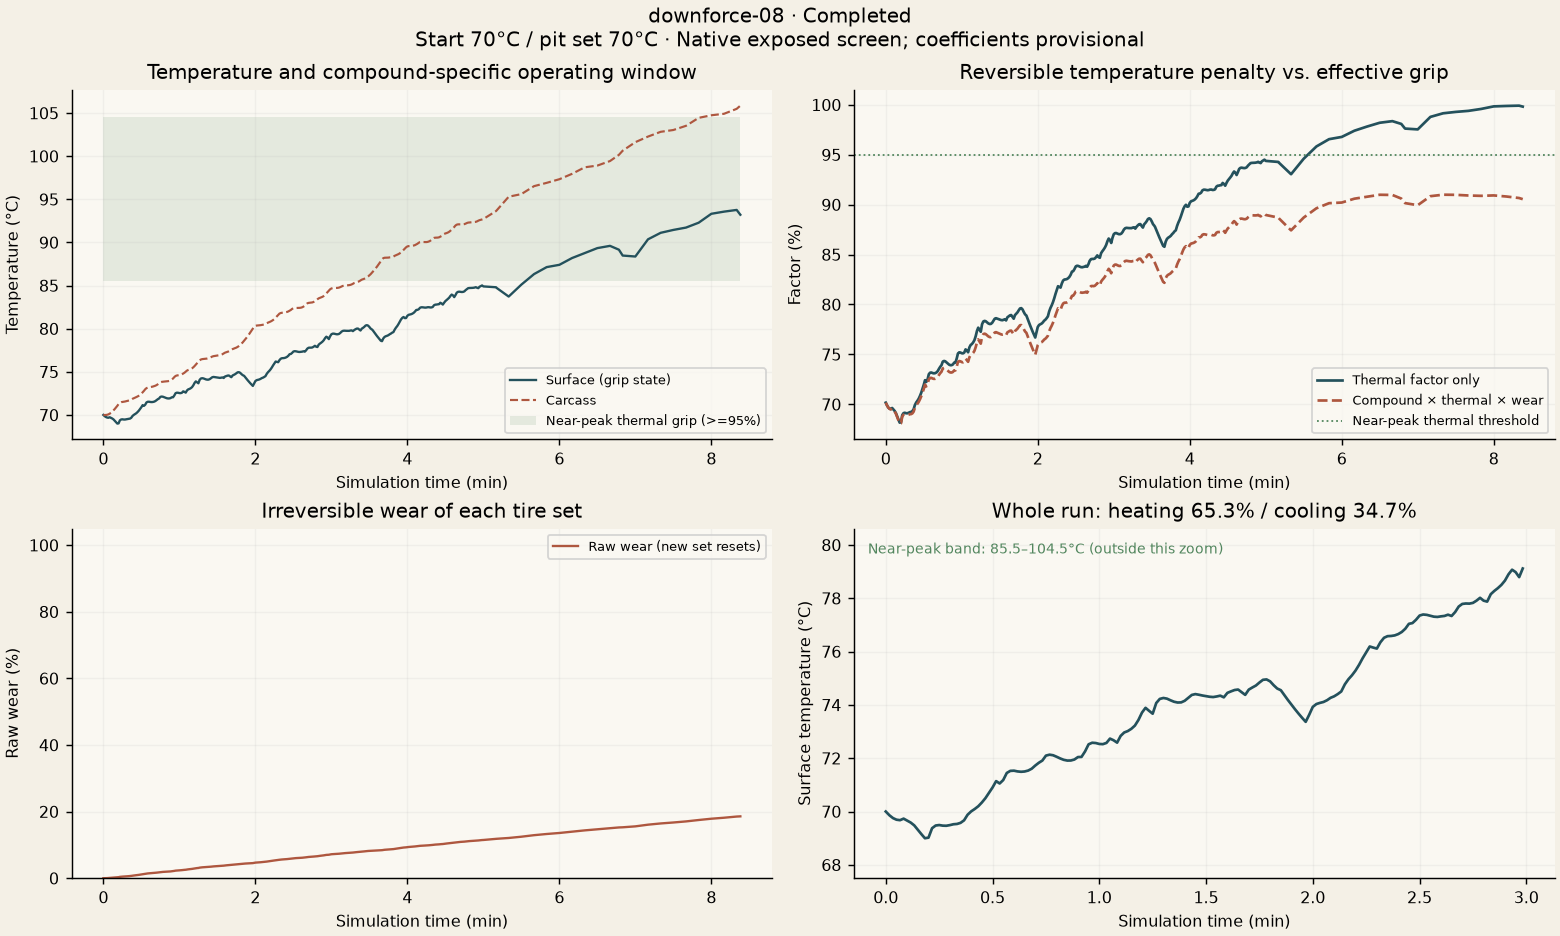 downforce-08 · Completed
Start 70°C / pit set 70°C · Native exposed screen; coefficients provisional
Temperature and compound-specific operating window
105
100
95
90
85
80
75
70
Temperature (°C)
Surface (grip state)
Carcass
Near-peak thermal grip (>=95%)
0
2
4
6
8
Simulation time (min)
Reversible temperature penalty vs. effective grip
100
95
90
85
80
75
70
Factor (%)
Thermal factor only
Compound × thermal × wear
Near-peak thermal threshold
0
2
4
6
8
Simulation time (min)
Irreversible wear of each tire set
100
80
60
40
20
0
Raw wear (%)
Raw wear (new set resets)
0
2
4
6
8
Simulation time (min)
Whole run: heating 65.3% / cooling 34.7%
Near-peak band: 85.5–104.5°C (outside this zoom)
80
78
76
74
72
70
68
Surface temperature (°C)
0.0
0.5
1.0
1.5
2.0
2.5
3.0
Simulation time (min)